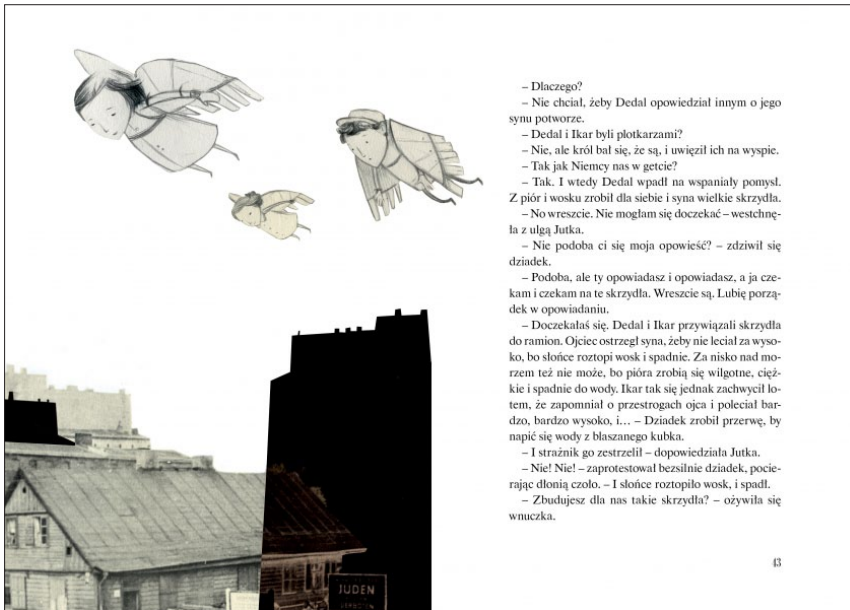 – Dlaczego?
– Nie chciał, żeby Dedal opowiedział innym o jego
synu potworze.
– Dedal i Ikar byli plotkarzami?
– Nie, ale król bał się, że są, i uwięził ich na wyspie.
– Tak jak Niemcy nas w getcie?
– Tak. I wtedy Dedal wpadł na wspaniały pomysł.
Z piór i wosku zrobił dla siebie i syna wielkie skrzydła.
– No wreszcie. Nie mogłam się doczekać – westchnę-
ła z ulgą Jutka.
– Nie podoba ci się moja opowieść? – zdziwił się
dziadek.
– Podoba, ale ty opowiadasz i opowiadasz, a ja cze-
kam i czekam na te skrzydła. Wreszcie są. Lubię porzą-
dek w opowiadaniu.
– Doczekałaś się. Dedal i Ikar przywiązali skrzydła
do ramion. Ojciec ostrzegł syna, żeby nie leciał za wyso-
ko, bo słońce roztopi wosk i spadnie. Za nisko nad mo-
rzem też nie może, bo pióra zrobią się wilgotne, cięż-
kie i spadnie do wody. Ikar tak się jednak zachwycił lo-
tem, że zapomniał o przestrogach ojca i poleciał bar-
dzo, bardzo wysoko, i… – Dziadek zrobił przerwę, by
napić się wody z blaszanego kubka.
– I strażnik go zestrzelił – dopowiedziała Jutka.
– Nie! Nie! – zaprotestował bezsilnie dziadek, pocie-
rając dłonią czoło. – I słońce roztopiło wosk, i spadł.
– Zbudujesz dla nas takie skrzydła? – ożywiła się
wnuczka.
43
JUDEN